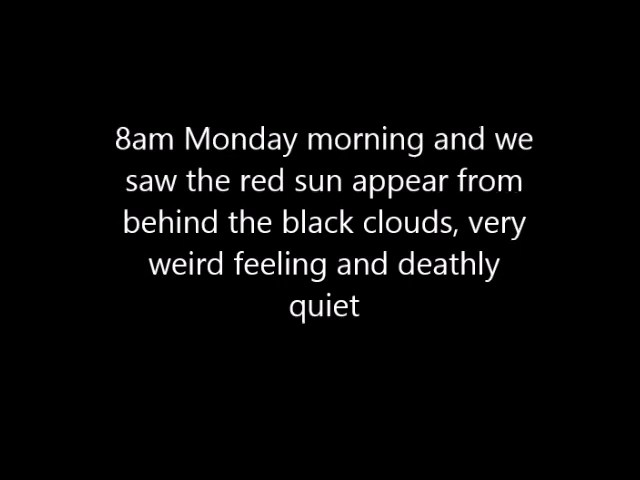 8am Monday morning and we
saw the red sun appear from
behind the black clouds, very
weird feeling and deathly
quiet